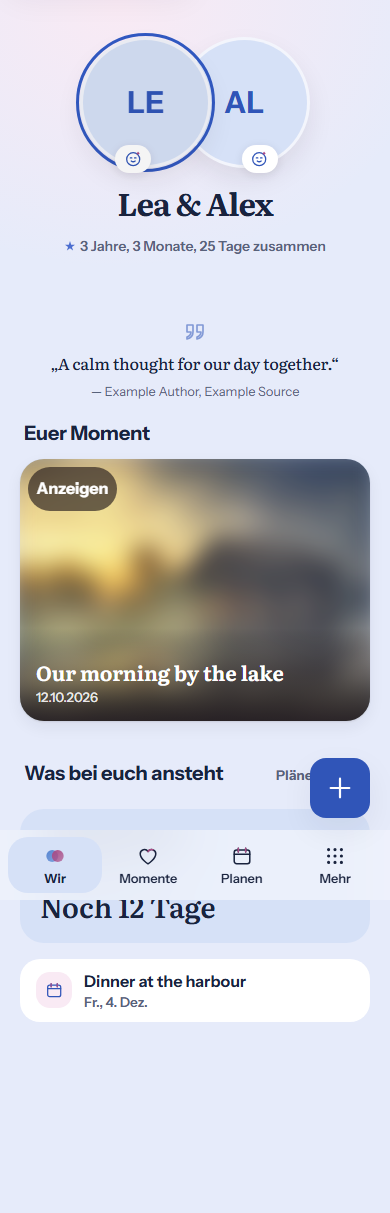 LE
AL
Lea & Alex
★ 3 Jahre, 3 Monate, 25 Tage zusammen
„A calm thought for our day together.“
— Example Author, Example Source
Euer Moment
Anzeigen
Our morning by the lake
12.10.2026
Was bei euch ansteht
Wir
Momente
Planen
Mehr
Noch 12 Tage
Dinner at the harbour
Fr., 4. Dez.